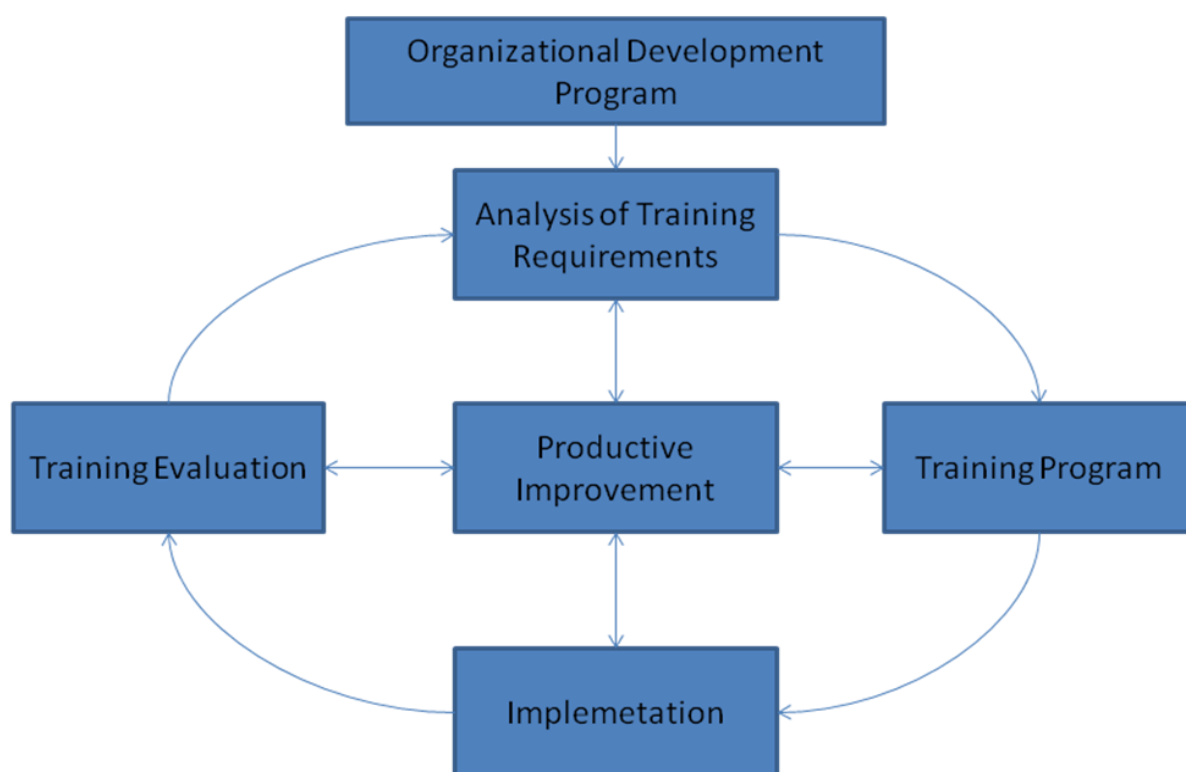 Organizational Development
Program
Analysis of Training
Requirements
Training Evaluation
Productive
Improvement
Training Program
Implemetation